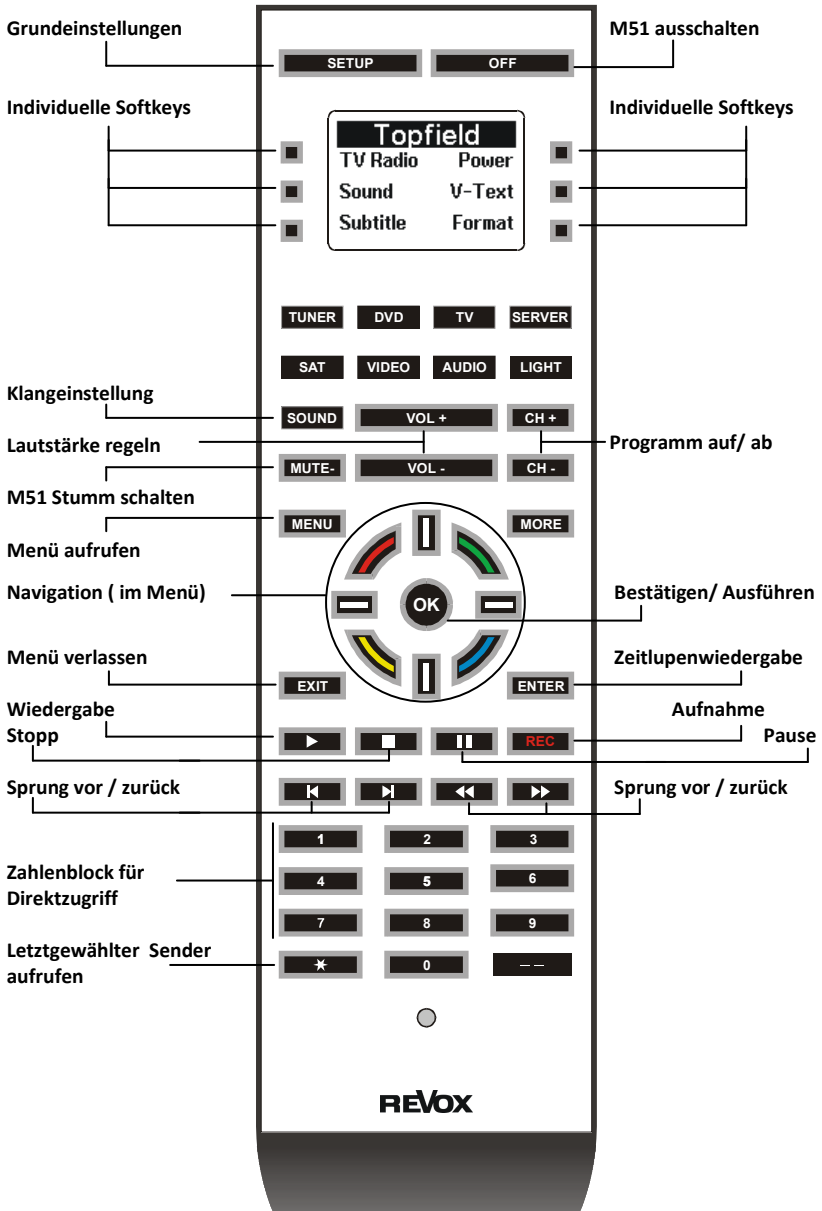 Grundeinstellungen
M51 ausschalten
SETUP
OFF
Individuelle Softkeys
Individuelle Softkeys
Topfield
TV Radio Power
Sound V-Text
Subtitle Format
TUNER DVD TV SERVER
SAT VIDEO AUDIO LIGHT
Klangeinstellung
SOUND VOL + CH +
Lautstärke regeln
Programm auf/ ab
MUTE- VOL - CH -
M51 Stumm schalten
MENU MORE
Menü aufrufen
Navigation ( im Menü)
OK
Bestätigen/ Ausführen
Menü verlassen
Zeitlupenwiedergabe
EXIT ENTER
Wiedergabe
Aufnahme
Stopp
Pause
REC
Sprung vor / zurück
Sprung vor / zurück
1 2 3
Zahlenblock für
Direktzugriff
4 5 6
7 8 9
Letztgewählter Sender
aufrufen
* 0 – –
REVOX